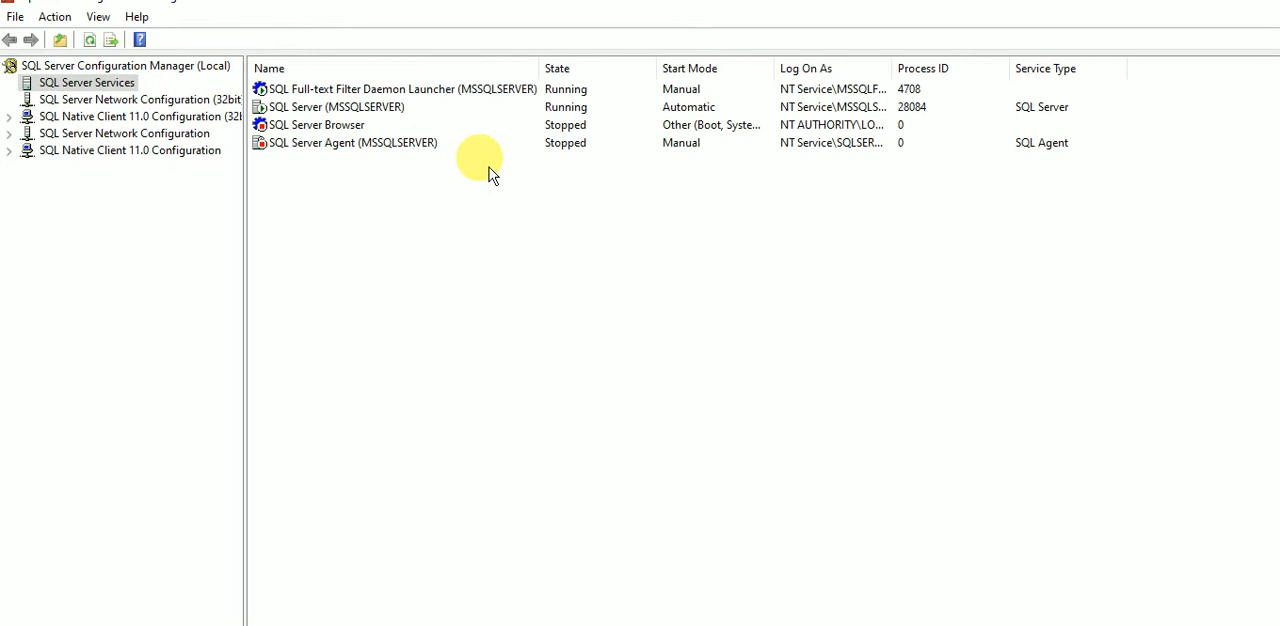 File Action View Help
SQL Server Configuration Manager (Local)
SQL Server Services
SQL Server Network Configuration (32bit
SQL Native Client 11.0 Configuration (32l
SQL Server Network Configuration
SQL Native Client 11.0 Configuration
Name State Start Mode Log On As Process ID Service Type
SQL Full-text Filter Daemon Launcher (MSSQLSERVER) Running Manual NT Service\MSSQLF... 4708
SQL Server (MSSQLSERVER) Running Automatic NT Service\MSSQLS... 28084 SQL Server
SQL Server Browser Stopped Other (Boot, Syste... NT AUTHORITY\LO... 0
SQL Server Agent (MSSQLSERVER) Stopped Manual NT Service\SQLSER... 0 SQL Agent